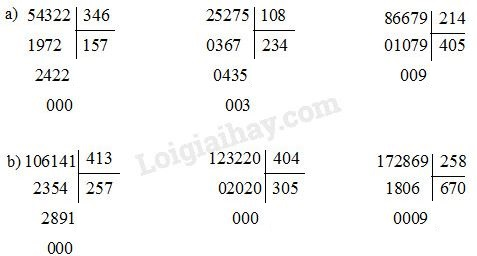 a) 54322 346 25275 108 86679 214
1972 157 0367 234 01079 405
2422 0435 009
000 003
Loigiaihay.com
b) 106141 413 123220 404 172869 258
2354 257 02020 305 1806 670
2891 000 0009
000